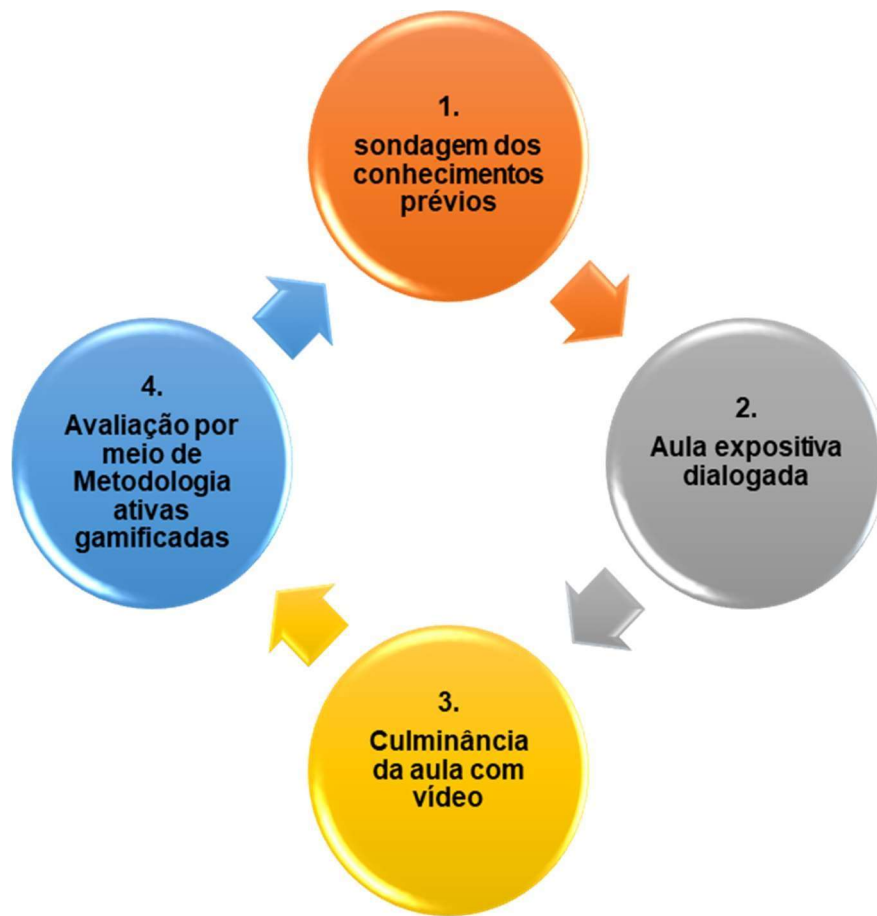 1.
sondagem dos
conhecimentos
prévios
2.
Aula expositiva
dialogada
3.
Culminância
da aula com
vídeo
4.
Avaliação por
meio de
Metodologia
ativas
gamificadas